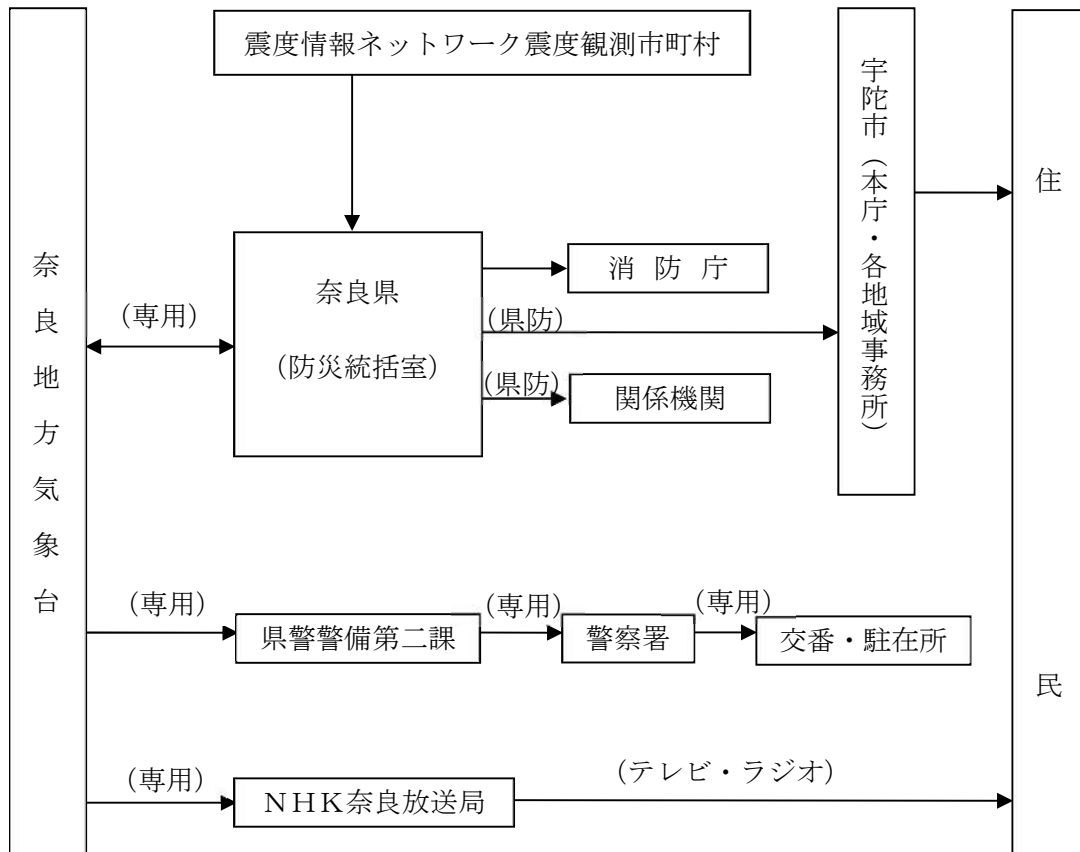 震度情報ネットワーク震度観測市町村
宇陀市（本庁・各地域事務所）
住民
奈良地方気象台
（専用）
奈良県
（防災統括室）
消 防 庁
（県防）
（県防）
関係機関
（専用）
県警警備第二課
（専用）
警察署
（専用）
交番・駐在所
（専用）
ＮＨＫ奈良放送局
（テレビ・ラジオ）